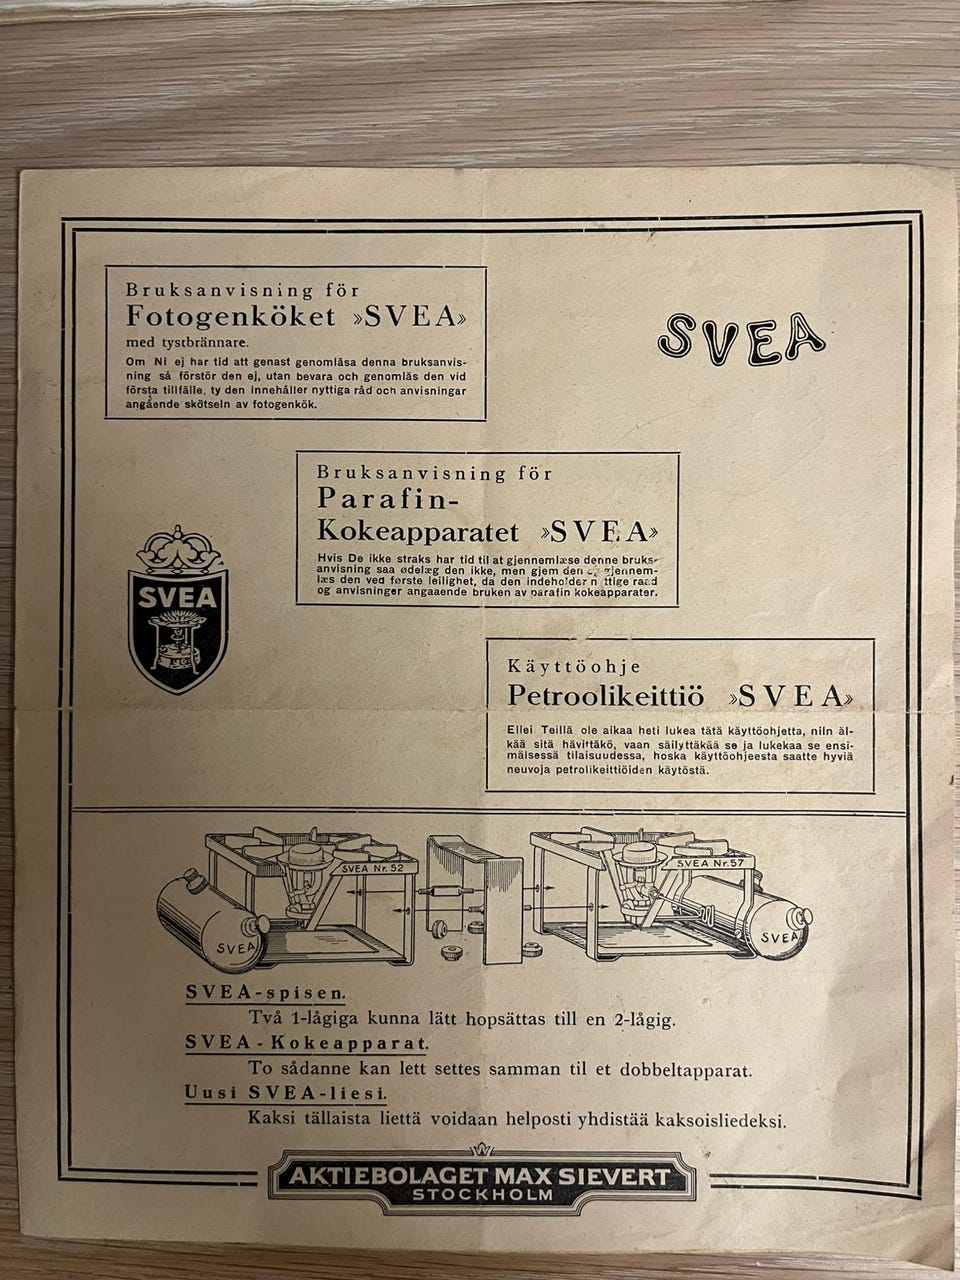 Bruksanvisning för
Fotogenköket »SVEA»
med tystbrännare.
Om Ni ej har tid att genast genomläsa denna bruksanvis-
ning så förstör den ej, utan bevara och genomläs den vid
första tillfälle, ty den innehåller nyttiga råd och anvisningar
angående skötseln av fotogenkök.
SVEA
Bruksanvisning för
Parafin-
Kokeapparatet »SVEA»
Hvis De ikke straks har tid til at gjennemlæse denne bruks-
anvisning saa ødelæg den ikke, men gjem den og gjennem-
læs den ved første leilighet, da den indeholder nyttige raad
og anvisninger angaaende bruken av parafin kokeapparater.
SVEA
Käyttöohje
Petroolikeittiö »SVEA»
Ellei Teillä ole aikaa heti lukea tätä käyttöohjetta, niin äl-
kää sitä hävittäkö, vaan säilyttäkää se ja lukekaa se ensi-
mäisessä tilaisuudessa, hoska käyttöohjeesta saatte hyviä
neuvoja petrolikeittiöiden käytöstä.
SVEA Nr. 52
SVEA Nr. 57
SVEA
SVEA
SVEA-spisen.
Två 1-lågiga kunna lätt hopsättas till en 2-lågig.
SVEA-Kokeapparat.
To sådanne kan lett settes samman til et dobbeltapparat.
Uusi SVEA-liesi.
Kaksi tällaista liettä voidaan helposti yhdistää kaksoisliedeksi.
AKTIEBOLAGET MAX SIEVERT
STOCKHOLM